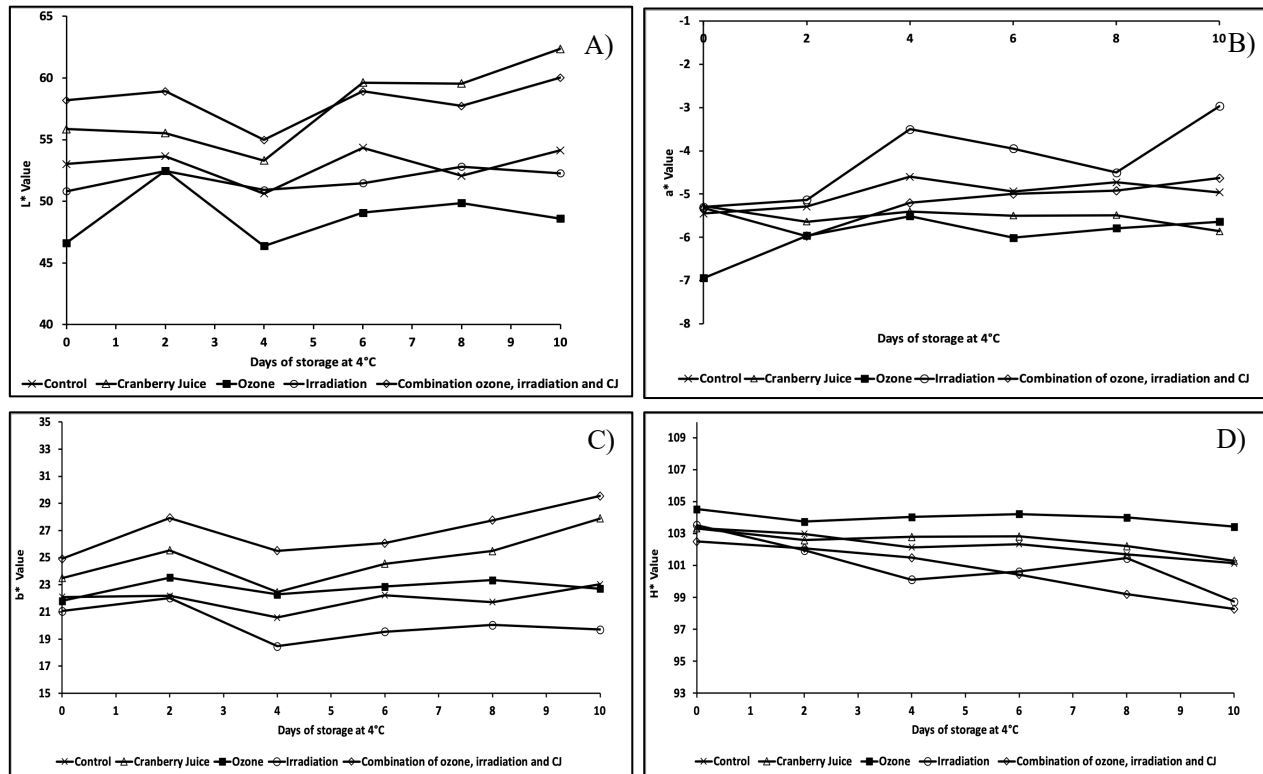 A)
L* Value
65
60
55
50
45
40
0 1 2 3 4 5 6 7 8 9 10
Days of storage at 4°C
Control Cranberry Juice Ozone Irradiation Combination ozone, irradiation and CJ
B)
a* Value
-1
-2
-3
-4
-5
-6
-7
-8
0 2 4 6 8 10
Days of storage at 4°C
Control Cranberry Juice Ozone Irradiation Combination of ozone, irradiation and CJ
C)
b* Value
35
33
31
29
27
25
23
21
19
17
15
0 1 2 3 4 5 6 7 8 9 10
Days of storage at 4°C
Control Cranberry Juice Ozone Irradiation Combination of ozone, irradiation and CJ
D)
H* Value
109
107
105
103
101
99
97
95
93
0 1 2 3 4 5 6 7 8 9 10
Days of storage at 4°C
Control Cranberry Juice Ozone Irradiation Combination of ozone, irradiation and CJ